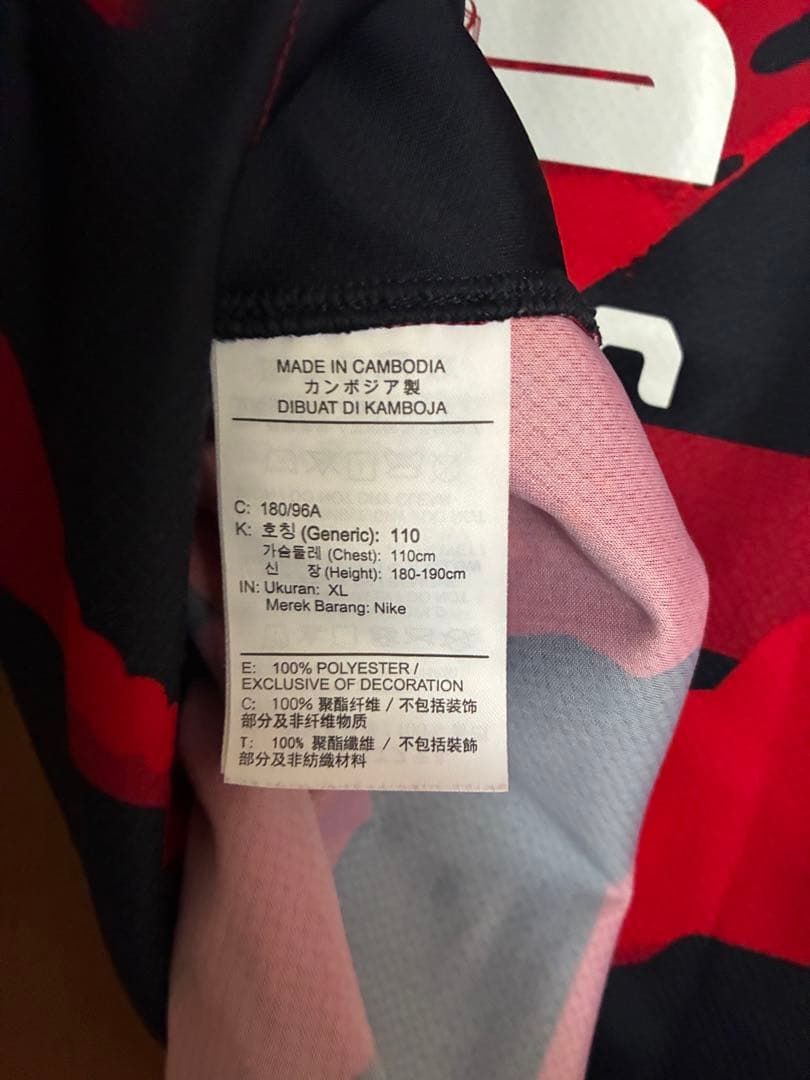 MADE IN CAMBODIA
カンボジア製
DIBUAT DI KAMBOJA
C: 180/96A
K: 호칭 (Generic): 110
가슴둘레 (Chest): 110cm
신 장 (Height): 180-190cm
IN: Ukuran: XL
Merek Barang: Nike
E: 100% POLYESTER /
EXCLUSIVE OF DECORATION
C: 100% 聚酯纤维 / 不包括装饰
部分及非纤维物质
T: 100% 聚酯纖維 / 不包括裝飾
部分及非紡織材料